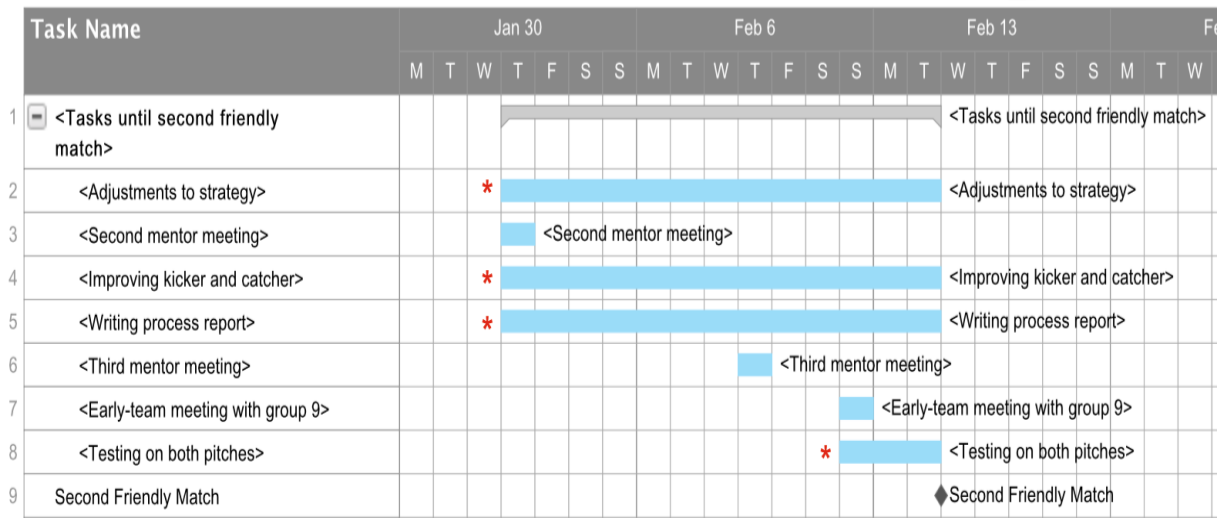 Task Name Jan 30 Feb 6 Feb 13
M T W T F S S M T W T F S S M T W T F S S M T W
1 <Tasks until second friendly <Tasks until second friendly match>
match>
2 <Adjustments to strategy> * <Adjustments to strategy>
3 <Second mentor meeting> <Second mentor meeting>
4 <Improving kicker and catcher> * <Improving kicker and catcher>
5 <Writing process report> * <Writing process report>
6 <Third mentor meeting> <Third mentor meeting>
7 <Early-team meeting with group 9> <Early-team meeting with group 9>
8 <Testing on both pitches> * <Testing on both pitches>
9 Second Friendly Match Second Friendly Match